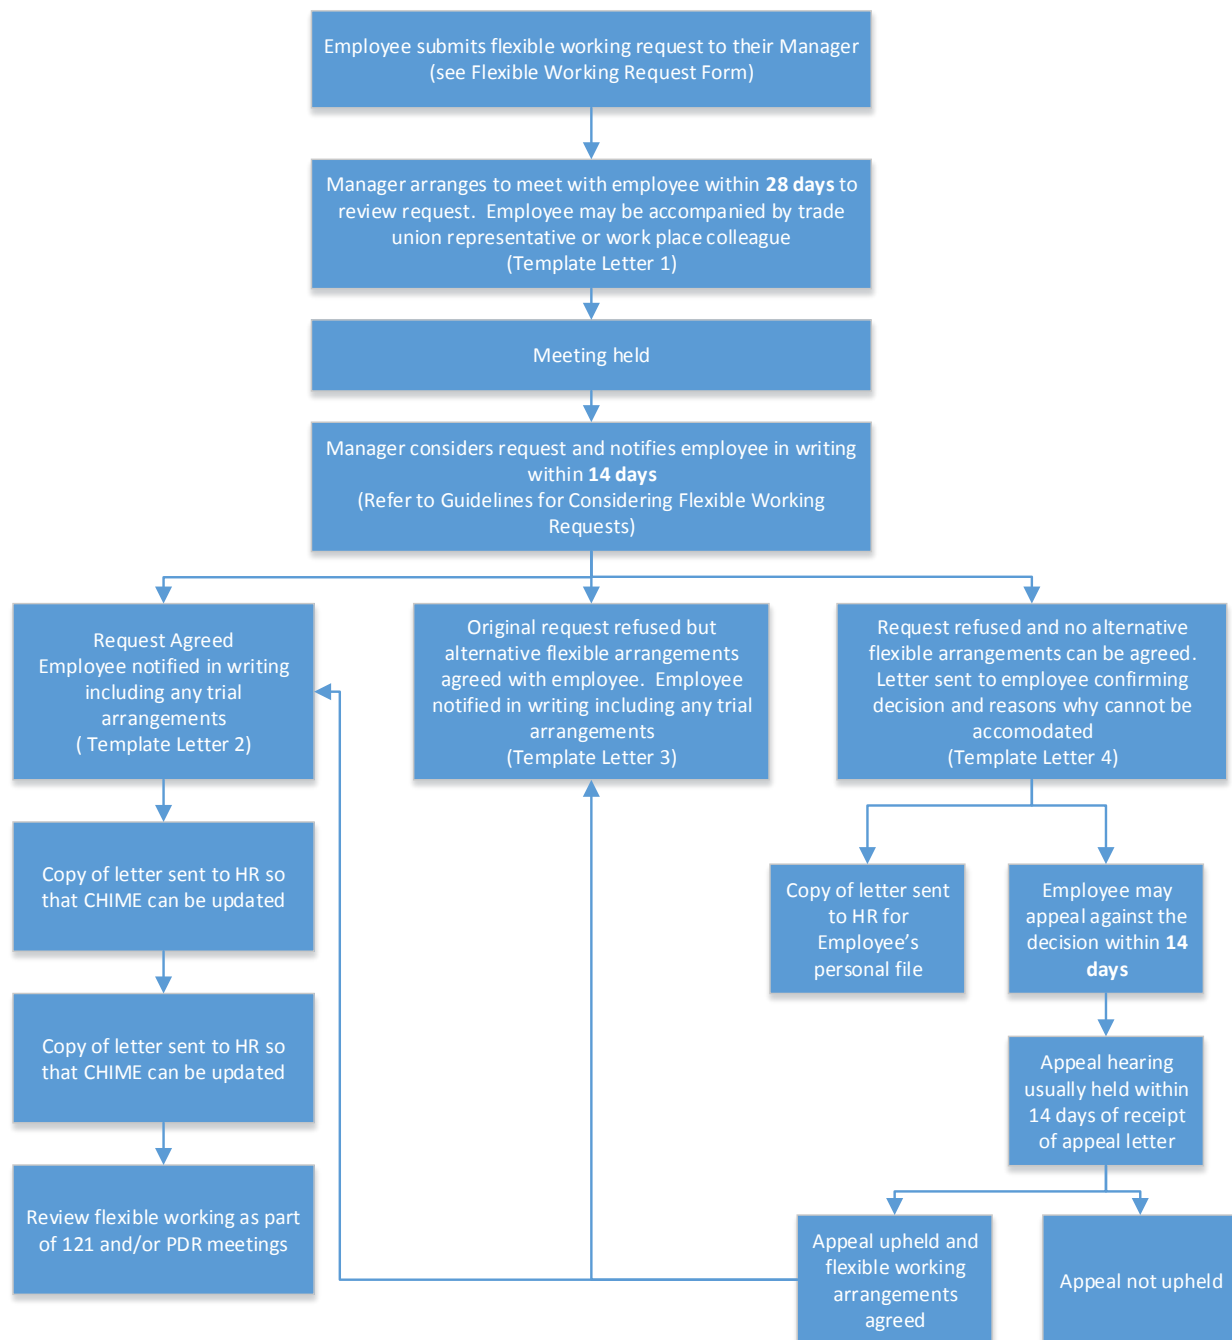 Employee submits flexible working request to their Manager
(see Flexible Working Request Form)
Manager arranges to meet with employee within 28 days to
review request.  Employee may be accompanied by trade
union representative or work place colleague
(Template Letter 1)
Meeting held
Manager considers request and notifies employee in writing
within 14 days
(Refer to Guidelines for Considering Flexible Working
Requests)
Request Agreed
Employee notified in writing
including any trial
arrangements
( Template Letter 2)
Original request refused but
alternative flexible arrangements
agreed with employee.  Employee
notified in writing including any trial
arrangements
(Template Letter 3)
Request refused and no alternative
flexible arrangements can be agreed.
Letter sent to employee confirming
decision and reasons why cannot be
accomodated
(Template Letter 4)
Copy of letter sent to HR so
that CHIME can be updated
Copy of letter sent
to HR for
Employee’s
personal file
Employee may
appeal against the
decision within 14
days
Copy of letter sent to HR so
that CHIME can be updated
Appeal hearing
usually held within
14 days of receipt
of appeal letter
Review flexible working as part
of 121 and/or PDR meetings
Appeal upheld and
flexible working
arrangements
agreed
Appeal not upheld